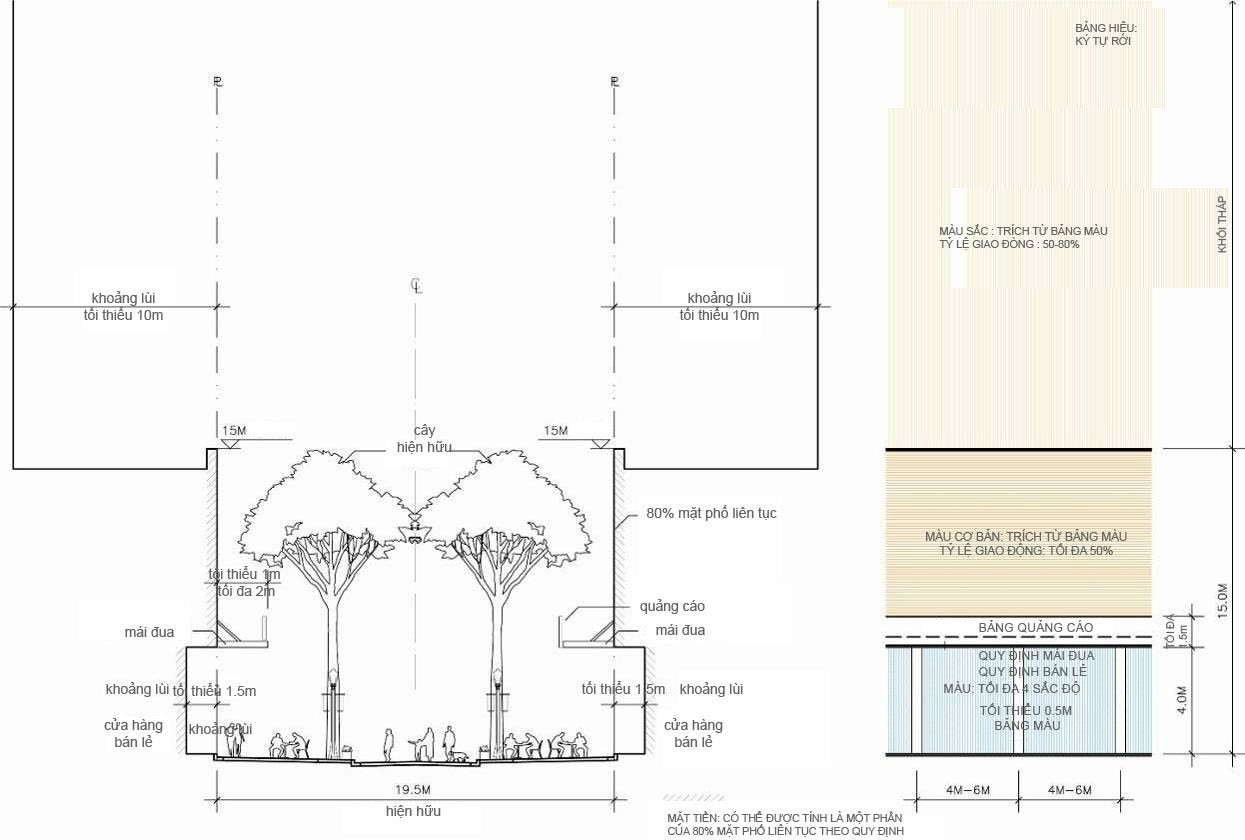 BẢNG HIỆU:
KÝ TỰ RỜI
PL
PL
KHỐI THÁP
MÀU SẮC : TRÍCH TỪ BẢNG MÀU
TỶ LỆ GIAO ĐỘNG : 50-80%
CL
khoảng lùi
tối thiểu 10m
khoảng lùi
tối thiểu 10m
15M
cây
hiện hữu
15M
80% mặt phố liên tục
MÀU CƠ BẢN: TRÍCH TỪ BẢNG MÀU
TỶ LỆ GIAO ĐỘNG: TỐI ĐA 50%
tối thiểu 1m
tối đa 2m
15.0M
quảng cáo
mái đua
mái đua
BẢNG QUẢNG CÁO
TỐI ĐA
1.5m
QUY ĐỊNH MÁI ĐUA
QUY ĐỊNH BÁN LẺ
MÀU: TỐI ĐA 4 SẮC ĐỘ
TỐI THIỂU 0.5M
BẢNG MÀU
4.0M
khoảng lùi
tối thiểu 1.5m
tối thiểu 1.5m
khoảng lùi
cửa hàng
bán lẻ
khoảng lùi
cửa hàng
bán lẻ
19.5M
hiện hữu
4M-6M
4M-6M
MẶT TIỀN: CÓ THỂ ĐƯỢC TÍNH LÀ MỘT PHẦN
CỦA 80% MẶT PHỐ LIÊN TỤC THEO QUY ĐỊNH